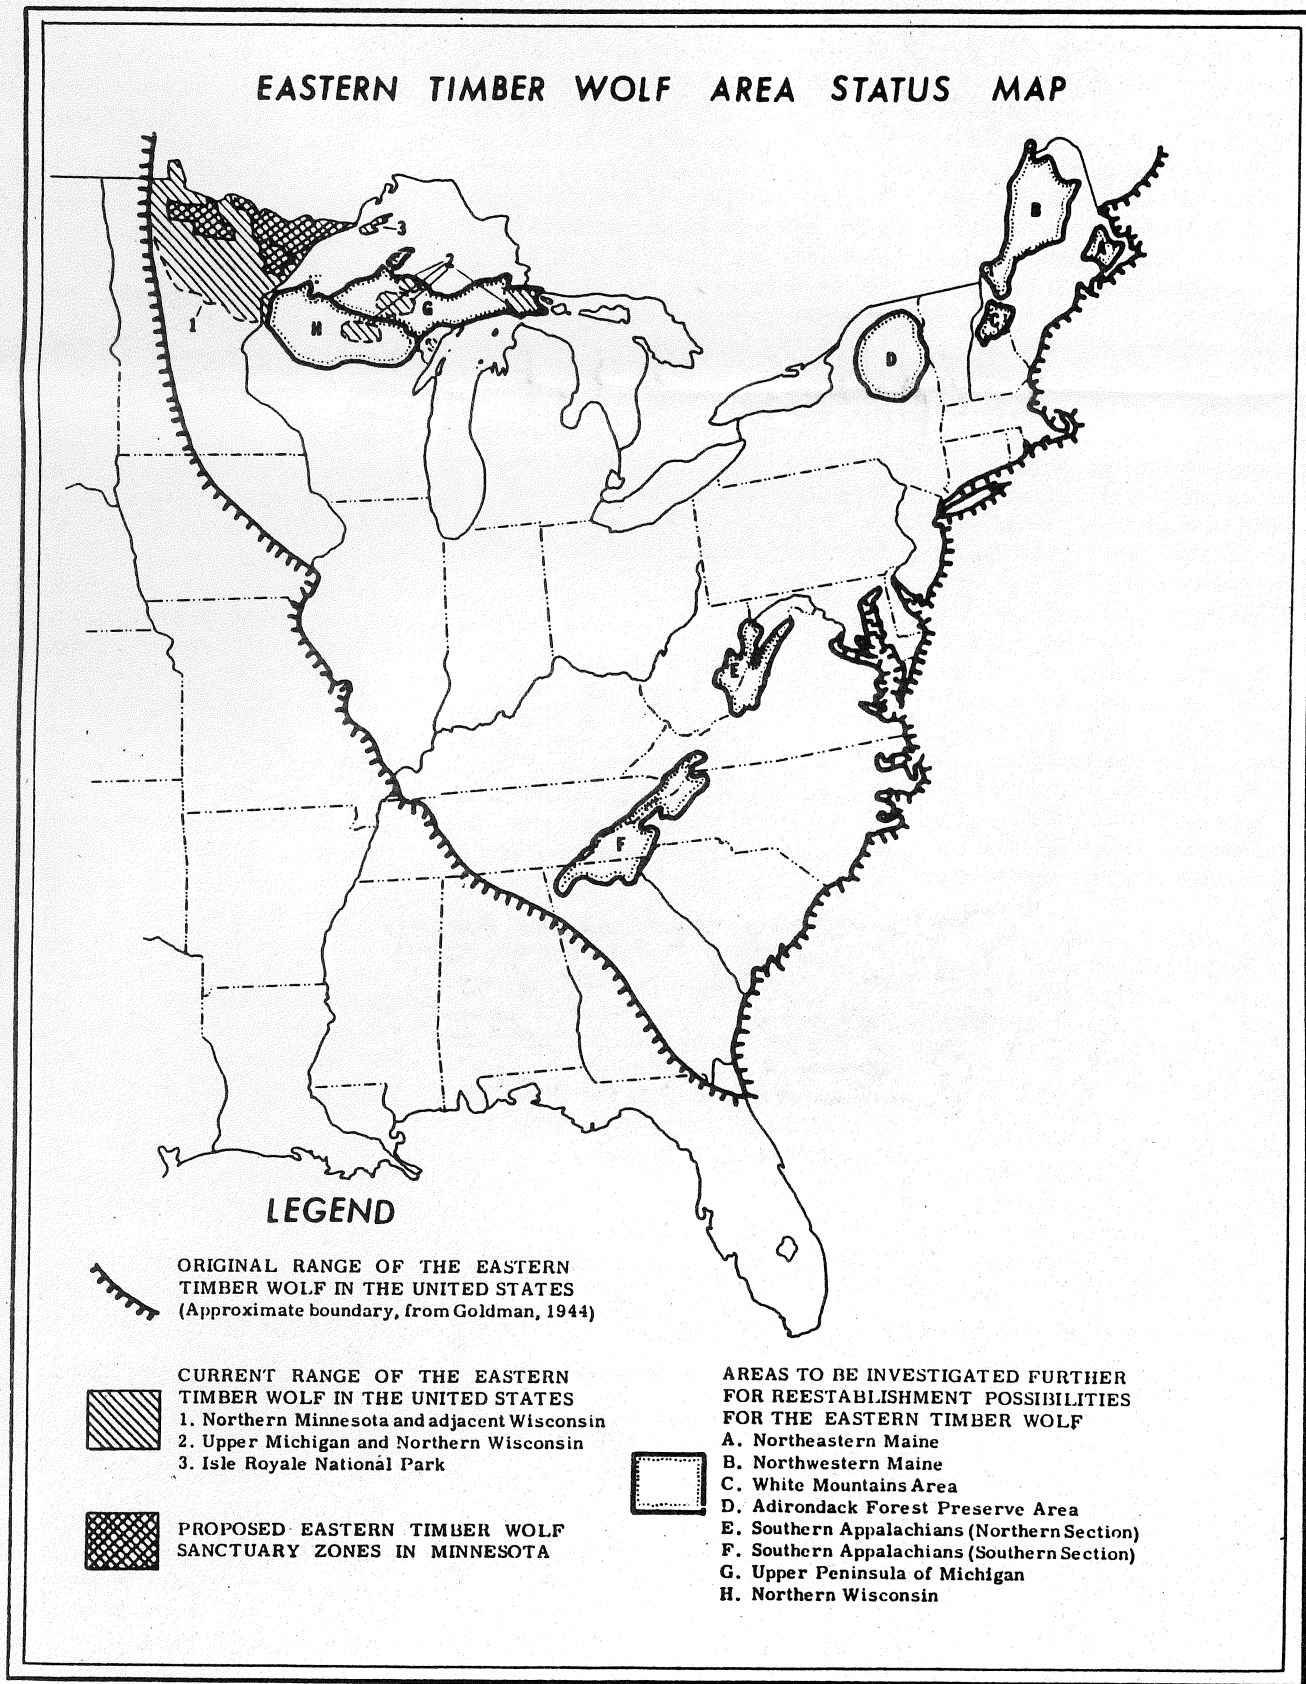 EASTERN TIMBER WOLF AREA STATUS MAP
B
3
A
2
G
C
H
1
D
E
F
LEGEND
ORIGINAL RANGE OF THE EASTERN
TIMBER WOLF IN THE UNITED STATES
(Approximate boundary, from Goldman, 1944)
CURRENT RANGE OF THE EASTERN
TIMBER WOLF IN THE UNITED STATES
1. Northern Minnesota and adjacent Wisconsin
2. Upper Michigan and Northern Wisconsin
3. Isle Royale National Park
PROPOSED EASTERN TIMBER WOLF
SANCTUARY ZONES IN MINNESOTA
AREAS TO BE INVESTIGATED FURTHER
FOR REESTABLISHMENT POSSIBILITIES
FOR THE EASTERN TIMBER WOLF
A. Northeastern Maine
B. Northwestern Maine
C. White Mountains Area
D. Adirondack Forest Preserve Area
E. Southern Appalachians (Northern Section)
F. Southern Appalachians (Southern Section)
G. Upper Peninsula of Michigan
H. Northern Wisconsin